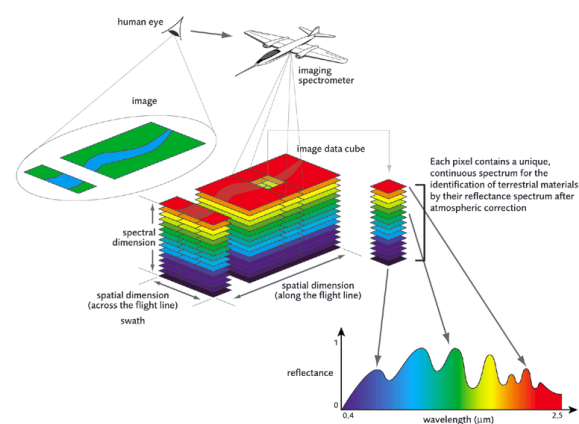 human eye
imaging
spectrometer
image
image data cube
Each pixel contains a unique,
continuous spectrum for the
identification of terrestrial materials
by their reflectance spectrum after
atmospheric correction
spectral
dimension
spatial dimension
(across the flight line)
swath
spatial dimension
(along the flight line)
1
reflectance
0
0,4
wavelength (μm)
2,5